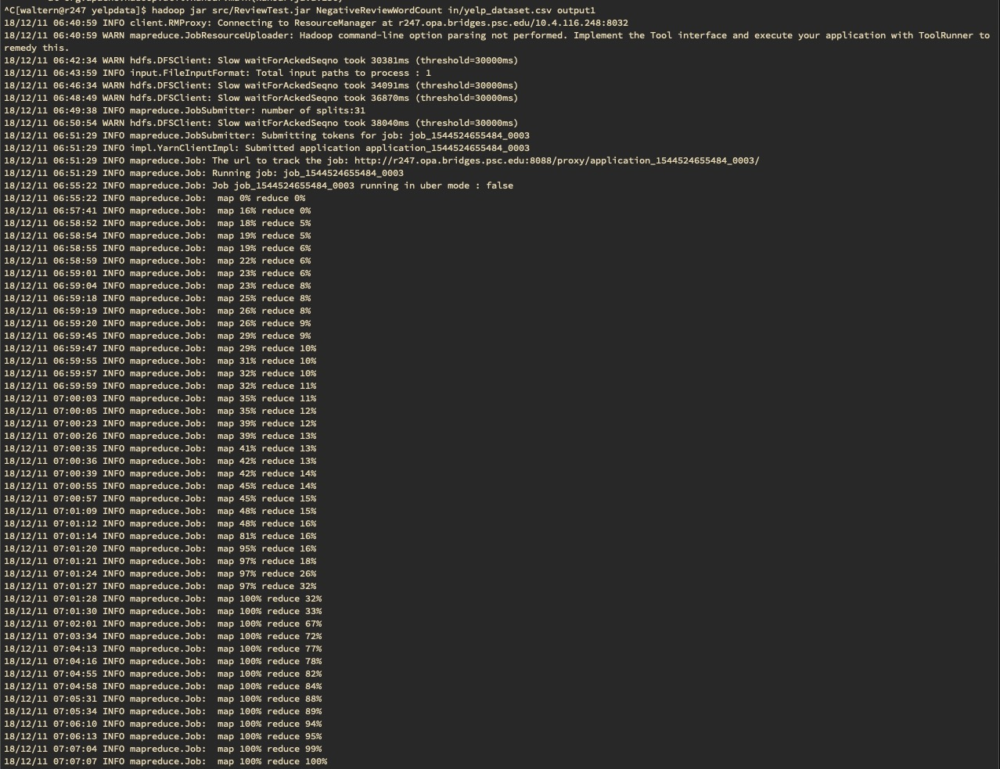 ^C[waltern@r247 yelpdata]$ hadoop jar src/ReviewTest.jar NegativeReviewWordCount in/yelp_dataset.csv output1
18/12/11 06:40:59 INFO client.RMProxy: Connecting to ResourceManager at r247.opa.bridges.psc.edu/10.4.116.248:8032
18/12/11 06:40:59 WARN mapreduce.JobResourceUploader: Hadoop command-line option parsing not performed. Implement the Tool interface and execute your application with ToolRunner to
remedy this.
18/12/11 06:42:34 WARN hdfs.DFSClient: Slow waitForAckedSeqno took 30381ms (threshold=30000ms)
18/12/11 06:43:59 INFO input.FileInputFormat: Total input paths to process : 1
18/12/11 06:46:34 WARN hdfs.DFSClient: Slow waitForAckedSeqno took 34091ms (threshold=30000ms)
18/12/11 06:48:49 WARN hdfs.DFSClient: Slow waitForAckedSeqno took 36870ms (threshold=30000ms)
18/12/11 06:49:38 INFO mapreduce.JobSubmitter: number of splits:31
18/12/11 06:50:54 WARN hdfs.DFSClient: Slow waitForAckedSeqno took 38040ms (threshold=30000ms)
18/12/11 06:51:29 INFO mapreduce.JobSubmitter: Submitting tokens for job: job_1544524655484_0003
18/12/11 06:51:29 INFO impl.YarnClientImpl: Submitted application application_1544524655484_0003
18/12/11 06:51:29 INFO mapreduce.Job: The url to track the job: http://r247.opa.bridges.psc.edu:8088/proxy/application_1544524655484_0003/
18/12/11 06:51:29 INFO mapreduce.Job: Running job: job_1544524655484_0003
18/12/11 06:55:22 INFO mapreduce.Job: Job job_1544524655484_0003 running in uber mode : false
18/12/11 06:55:22 INFO mapreduce.Job:  map 0% reduce 0%
18/12/11 06:57:41 INFO mapreduce.Job:  map 16% reduce 0%
18/12/11 06:58:52 INFO mapreduce.Job:  map 18% reduce 5%
18/12/11 06:58:54 INFO mapreduce.Job:  map 19% reduce 5%
18/12/11 06:58:55 INFO mapreduce.Job:  map 19% reduce 6%
18/12/11 06:58:59 INFO mapreduce.Job:  map 22% reduce 6%
18/12/11 06:59:01 INFO mapreduce.Job:  map 23% reduce 6%
18/12/11 06:59:04 INFO mapreduce.Job:  map 23% reduce 8%
18/12/11 06:59:18 INFO mapreduce.Job:  map 25% reduce 8%
18/12/11 06:59:19 INFO mapreduce.Job:  map 26% reduce 8%
18/12/11 06:59:20 INFO mapreduce.Job:  map 26% reduce 9%
18/12/11 06:59:45 INFO mapreduce.Job:  map 29% reduce 9%
18/12/11 06:59:47 INFO mapreduce.Job:  map 29% reduce 10%
18/12/11 06:59:55 INFO mapreduce.Job:  map 31% reduce 10%
18/12/11 06:59:57 INFO mapreduce.Job:  map 32% reduce 10%
18/12/11 06:59:59 INFO mapreduce.Job:  map 32% reduce 11%
18/12/11 07:00:03 INFO mapreduce.Job:  map 35% reduce 11%
18/12/11 07:00:05 INFO mapreduce.Job:  map 35% reduce 12%
18/12/11 07:00:23 INFO mapreduce.Job:  map 39% reduce 12%
18/12/11 07:00:26 INFO mapreduce.Job:  map 39% reduce 13%
18/12/11 07:00:35 INFO mapreduce.Job:  map 41% reduce 13%
18/12/11 07:00:36 INFO mapreduce.Job:  map 42% reduce 13%
18/12/11 07:00:39 INFO mapreduce.Job:  map 42% reduce 14%
18/12/11 07:00:55 INFO mapreduce.Job:  map 45% reduce 14%
18/12/11 07:00:57 INFO mapreduce.Job:  map 45% reduce 15%
18/12/11 07:01:09 INFO mapreduce.Job:  map 48% reduce 15%
18/12/11 07:01:12 INFO mapreduce.Job:  map 48% reduce 16%
18/12/11 07:01:14 INFO mapreduce.Job:  map 81% reduce 16%
18/12/11 07:01:20 INFO mapreduce.Job:  map 95% reduce 16%
18/12/11 07:01:21 INFO mapreduce.Job:  map 97% reduce 18%
18/12/11 07:01:24 INFO mapreduce.Job:  map 97% reduce 26%
18/12/11 07:01:27 INFO mapreduce.Job:  map 97% reduce 32%
18/12/11 07:01:28 INFO mapreduce.Job:  map 100% reduce 32%
18/12/11 07:01:30 INFO mapreduce.Job:  map 100% reduce 33%
18/12/11 07:02:01 INFO mapreduce.Job:  map 100% reduce 67%
18/12/11 07:03:34 INFO mapreduce.Job:  map 100% reduce 72%
18/12/11 07:04:13 INFO mapreduce.Job:  map 100% reduce 77%
18/12/11 07:04:16 INFO mapreduce.Job:  map 100% reduce 78%
18/12/11 07:04:55 INFO mapreduce.Job:  map 100% reduce 82%
18/12/11 07:04:58 INFO mapreduce.Job:  map 100% reduce 84%
18/12/11 07:05:31 INFO mapreduce.Job:  map 100% reduce 88%
18/12/11 07:05:34 INFO mapreduce.Job:  map 100% reduce 89%
18/12/11 07:06:10 INFO mapreduce.Job:  map 100% reduce 94%
18/12/11 07:06:13 INFO mapreduce.Job:  map 100% reduce 95%
18/12/11 07:07:04 INFO mapreduce.Job:  map 100% reduce 99%
18/12/11 07:07:07 INFO mapreduce.Job:  map 100% reduce 100%